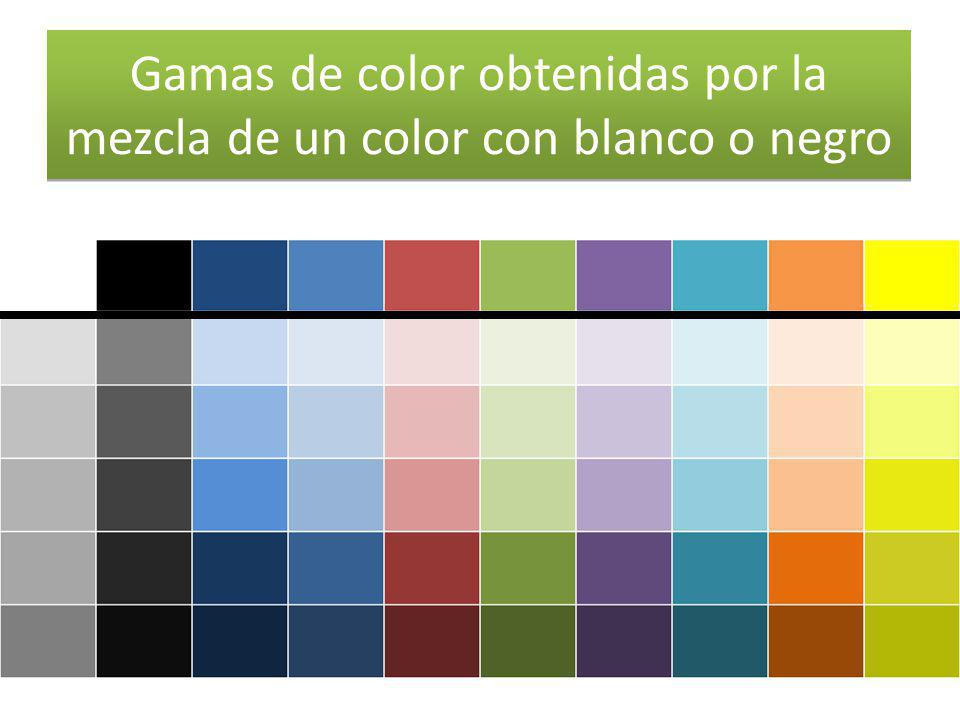 Gamas de color obtenidas por la
mezcla de un color con blanco o negro